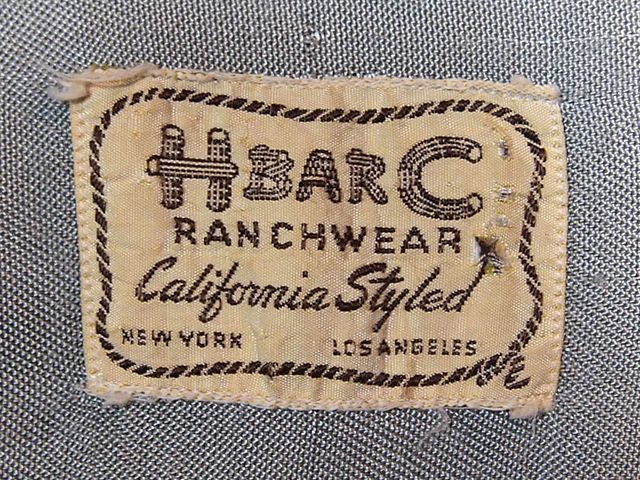 H BAR C
RANCHWEAR
California Styled
NEW YORK LOS ANGELES